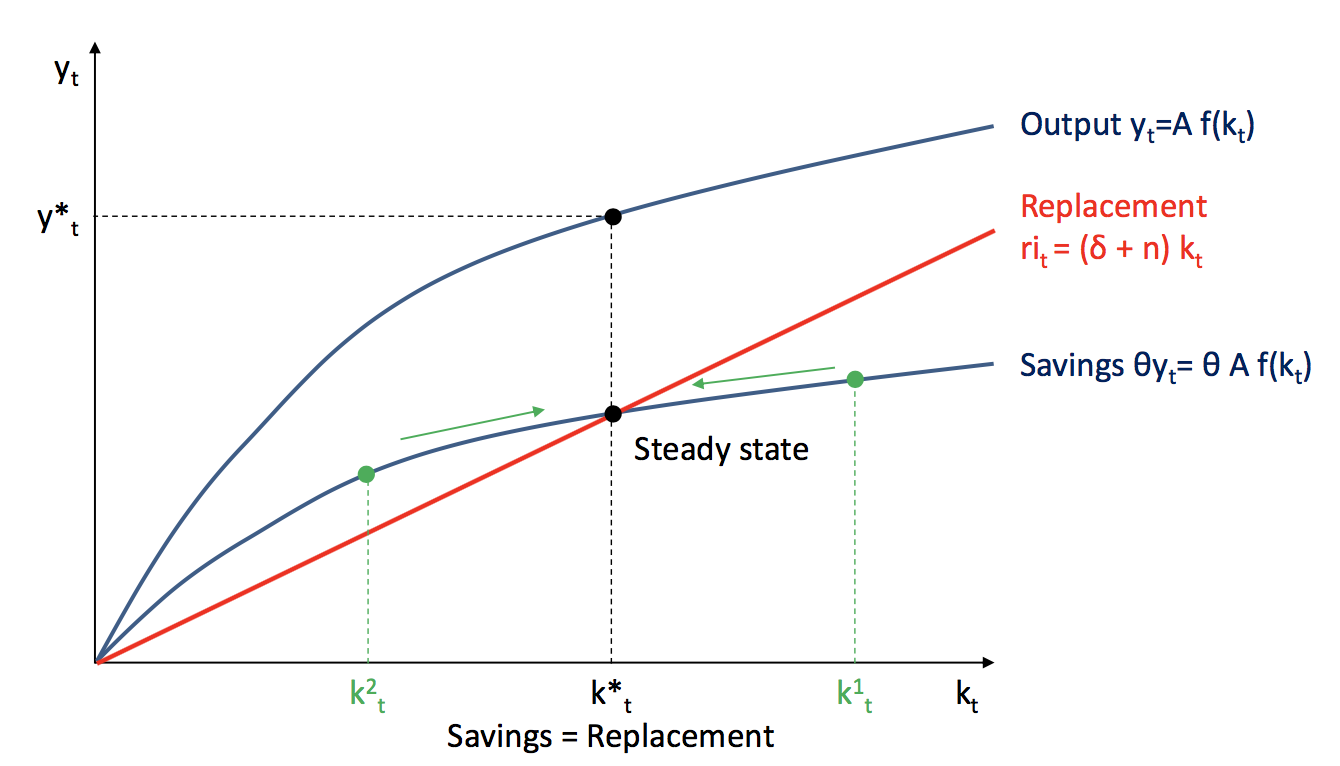 yₜ
Output yₜ=A f(kₜ)
Replacement
riₜ = (δ + n) kₜ
y*ₜ
Savings θyₜ= θ A f(kₜ)
Steady state
k²ₜ
k*ₜ
k¹ₜ
kₜ
Savings = Replacement